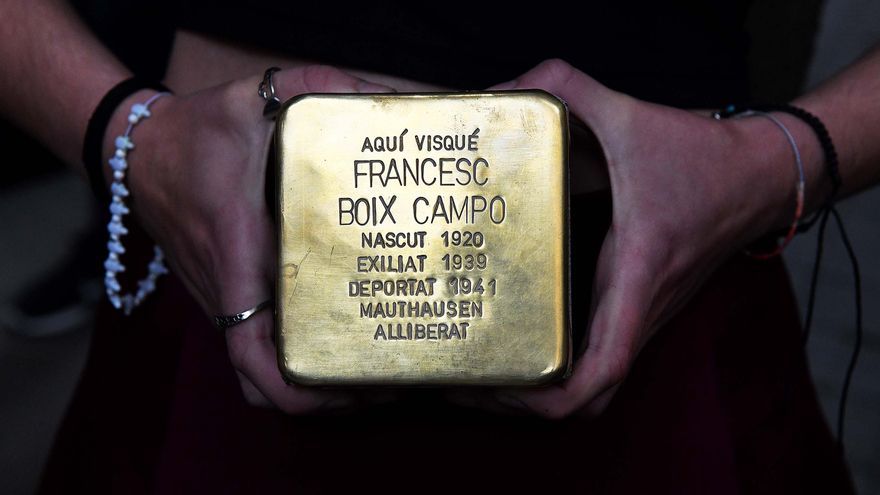 AQUÍ VISQUÉ
FRANCESC
BOIX CAMPO
NASCUT 1920
EXILIAT 1939
DEPORTAT 1941
MAUTHAUSEN
ALLIBERAT